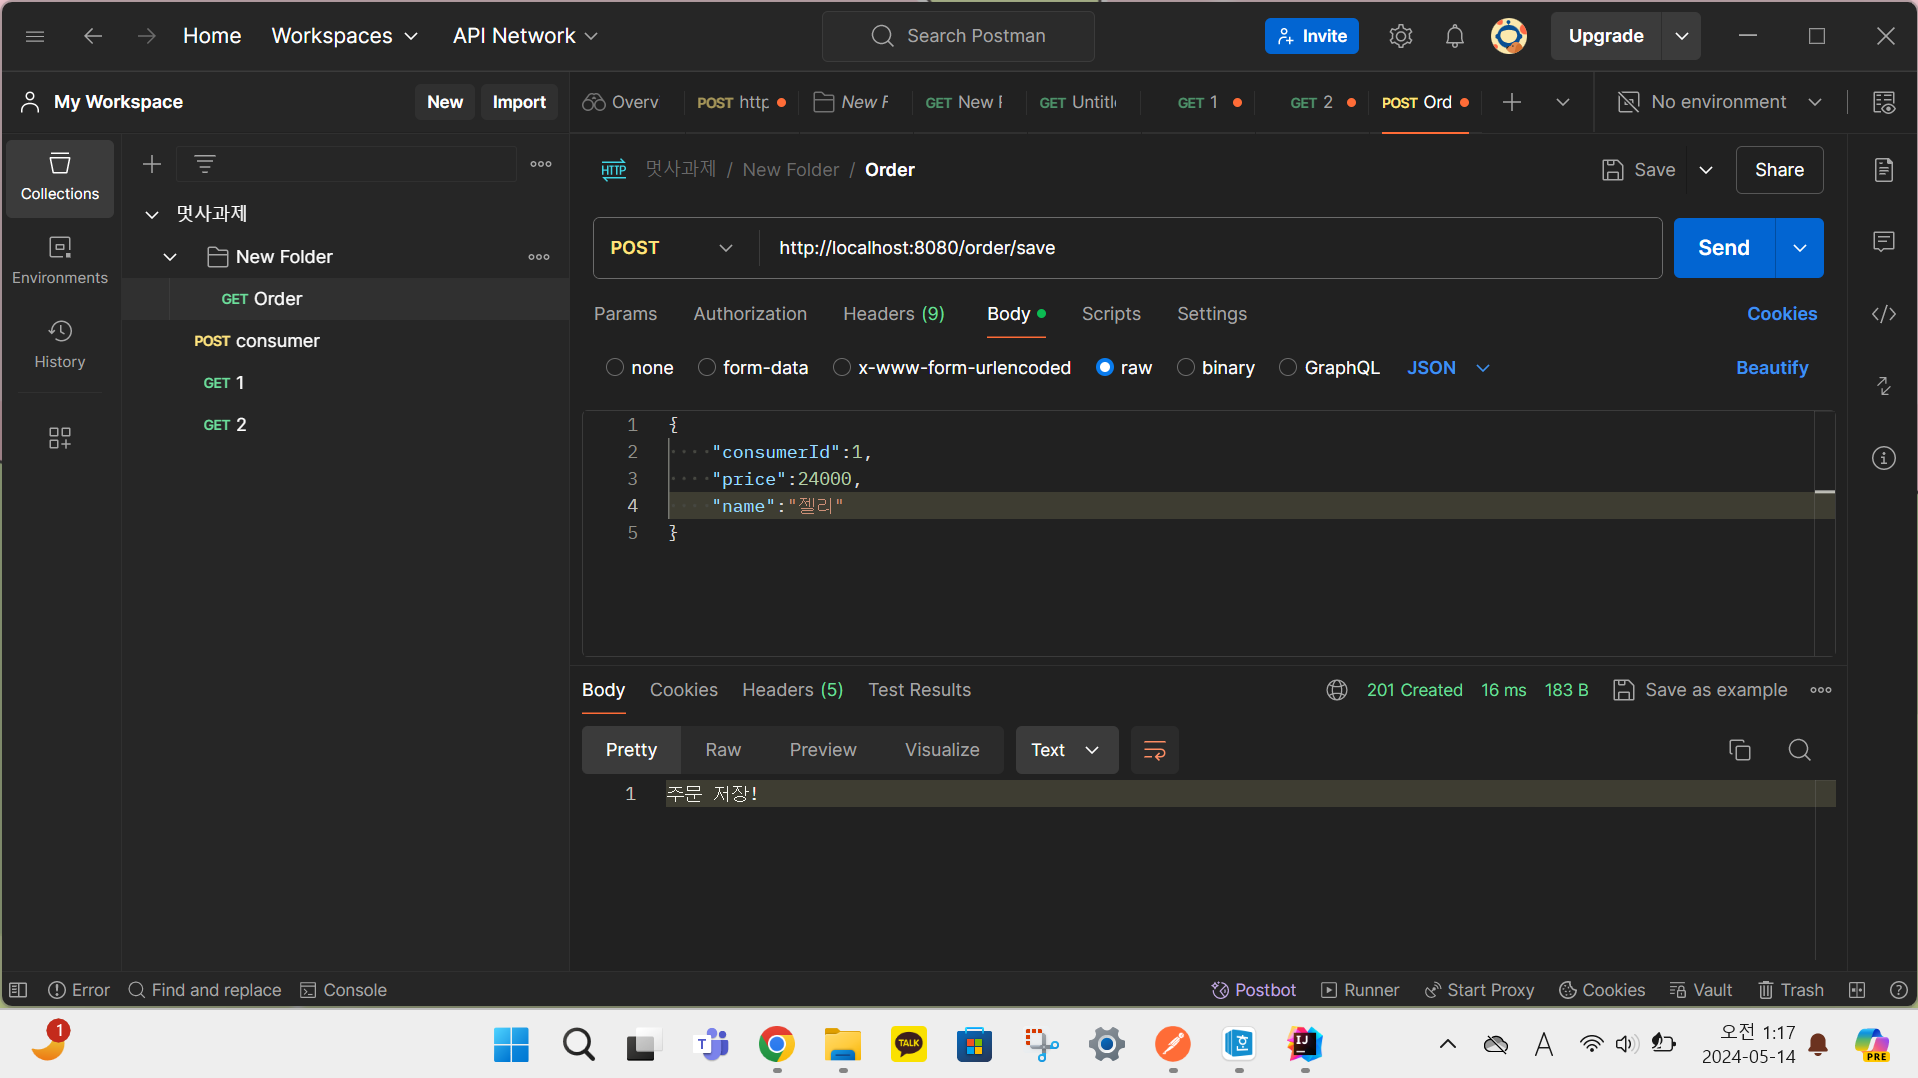 Home Workspaces API Network Search Postman Invite Upgrade
My Workspace New Import Overv POST http New F GET New F GET Untitl GET 1 GET 2 POST Ord No environment
멋사과제 / New Folder / Order Save Share
Collections
멋사과제
New Folder
GET Order
POST consumer
GET 1
GET 2
Environments
History
POST http://localhost:8080/order/save Send
Params Authorization Headers (9) Body Scripts Settings Cookies
none form-data x-www-form-urlencoded raw binary GraphQL JSON Beautify
1 {
2 "consumerId":1,
3 "price":24000,
4 "name":"젤리"
5 }
Body Cookies Headers (5) Test Results 201 Created 16 ms 183 B Save as example
Pretty Raw Preview Visualize Text
1 주문 저장!
Error Find and replace Console Postbot Runner Start Proxy Cookies Vault Trash
1 T TALK IJ A 오전 1:17 PRE
2024-05-14